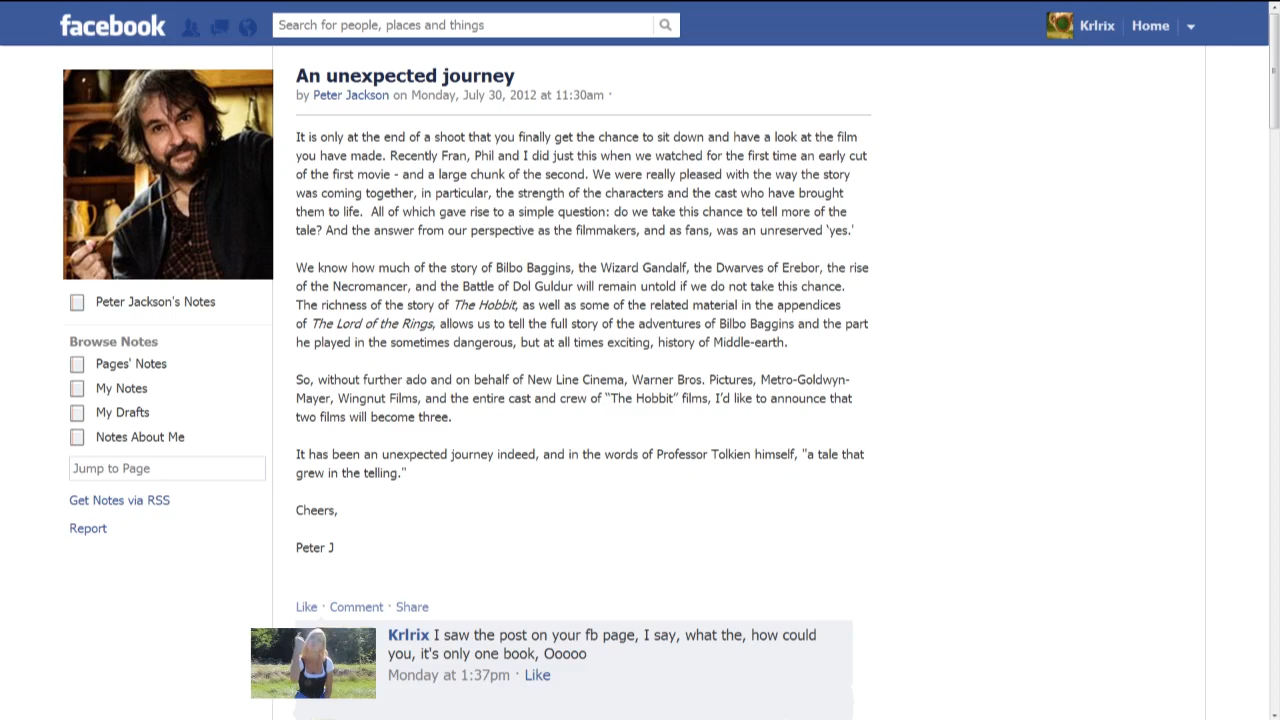 facebook
Search for people, places and things
Krlrix
Home
An unexpected journey
by Peter Jackson on Monday, July 30, 2012 at 11:30am ·
It is only at the end of a shoot that you finally get the chance to sit down and have a look at the film
you have made. Recently Fran, Phil and I did just this when we watched for the first time an early cut
of the first movie - and a large chunk of the second. We were really pleased with the way the story
was coming together, in particular, the strength of the characters and the cast who have brought
them to life.  All of which gave rise to a simple question: do we take this chance to tell more of the
tale? And the answer from our perspective as the filmmakers, and as fans, was an unreserved ‘yes.'
We know how much of the story of Bilbo Baggins, the Wizard Gandalf, the Dwarves of Erebor, the rise
of the Necromancer, and the Battle of Dol Guldur will remain untold if we do not take this chance.
The richness of the story of The Hobbit, as well as some of the related material in the appendices
of The Lord of the Rings, allows us to tell the full story of the adventures of Bilbo Baggins and the part
he played in the sometimes dangerous, but at all times exciting, history of Middle-earth.
So, without further ado and on behalf of New Line Cinema, Warner Bros. Pictures, Metro-Goldwyn-
Mayer, Wingnut Films, and the entire cast and crew of “The Hobbit” films, I’d like to announce that
two films will become three.
It has been an unexpected journey indeed, and in the words of Professor Tolkien himself, "a tale that
grew in the telling."
Cheers,
Peter J
Peter Jackson's Notes
Browse Notes
Pages' Notes
My Notes
My Drafts
Notes About Me
Jump to Page
Get Notes via RSS
Report
Like · Comment · Share
Krlrix I saw the post on your fb page, I say, what the, how could
you, it's only one book, Ooooo
Monday at 1:37pm · Like